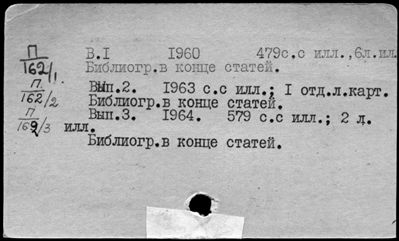 П
162/1.
В.I 1960 479с.с илл.,6л.ил
Библиогр.в конце статей.
П
162/2
Вып.2. 1963 с.с илл.; I отд.л.карт.
Библиогр.в конце статей.
П
169/3
Вып.3. 1964. 579 с.с илл.; 2 л.
илл.
Библиогр.в конце статей.